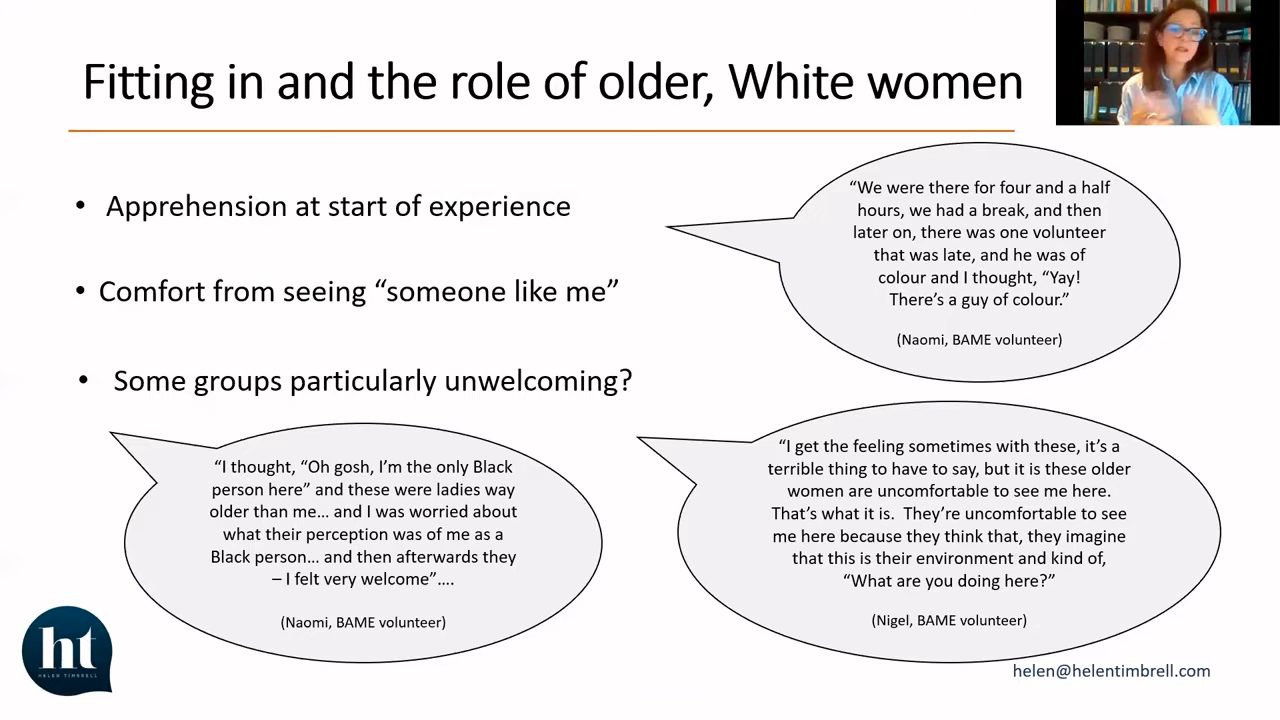 Fitting in and the role of older, White women
• Apprehension at start of experience
• Comfort from seeing “someone like me”
• Some groups particularly unwelcoming?
“We were there for four and a half
hours, we had a break, and then
later on, there was one volunteer
that was late, and he was of
colour and I thought, “Yay!
There’s a guy of colour.”
(Naomi, BAME volunteer)
“I thought, “Oh gosh, I’m the only Black
person here” and these were ladies way
older than me… and I was worried about
what their perception was of me as a
Black person… and then afterwards they
– I felt very welcome”….
(Naomi, BAME volunteer)
“I get the feeling sometimes with these, it’s a
terrible thing to have to say, but it is these older
women are uncomfortable to see me here.
That’s what it is.  They’re uncomfortable to see
me here because they think that, they imagine
that this is their environment and kind of,
“What are you doing here?”
(Nigel, BAME volunteer)
ht
HELEN TIMBRELL
helen@helentimbrell.com